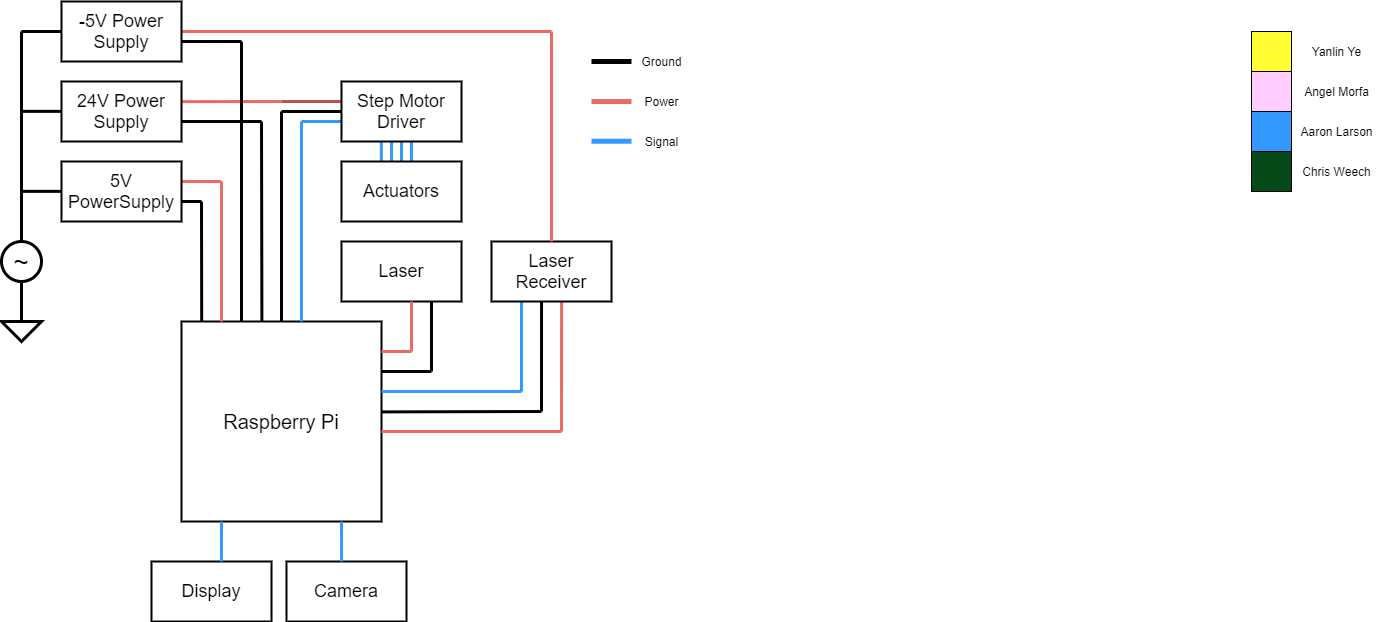 -5V Power
Supply
24V Power
Supply
5V
PowerSupply
~
Step Motor
Driver
Actuators
Laser
Laser
Receiver
Raspberry Pi
Display
Camera
Ground
Power
Signal
Yanlin Ye
Angel Morfa
Aaron Larson
Chris Weech